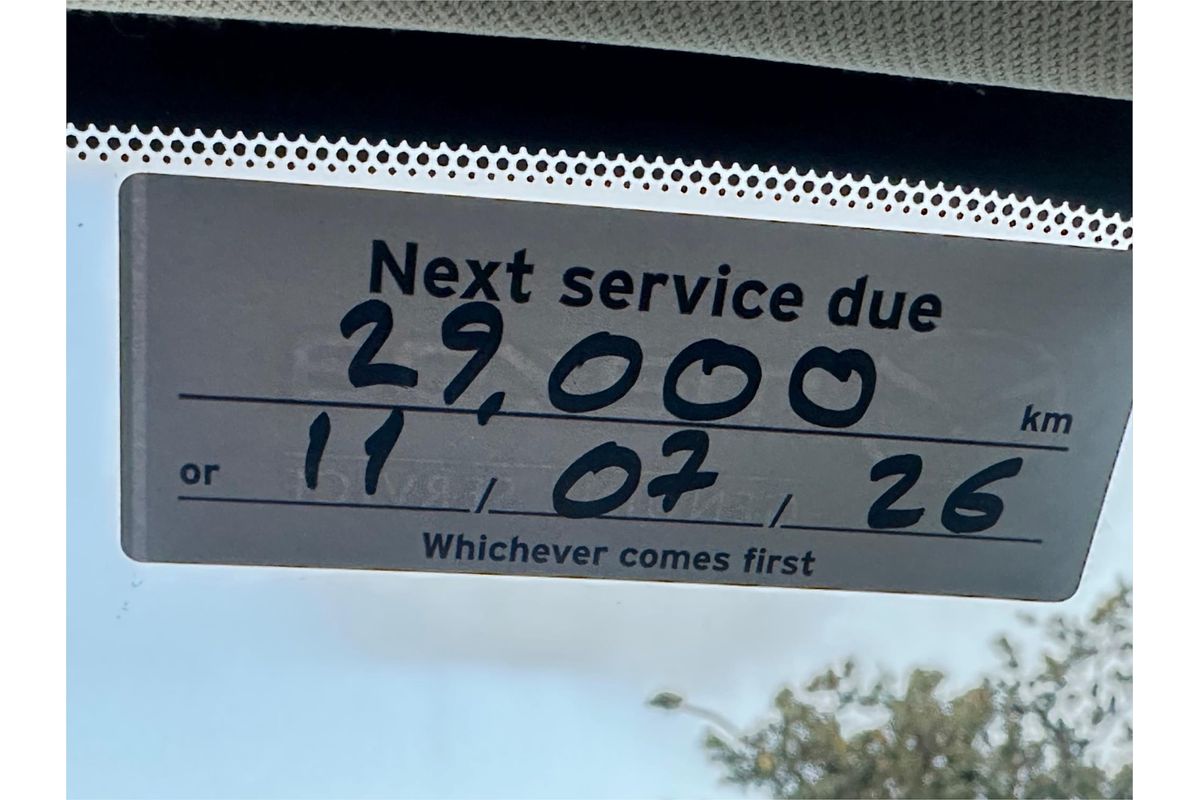 Next service due
29,000 km
or 11 / 07 / 26
Whichever comes first